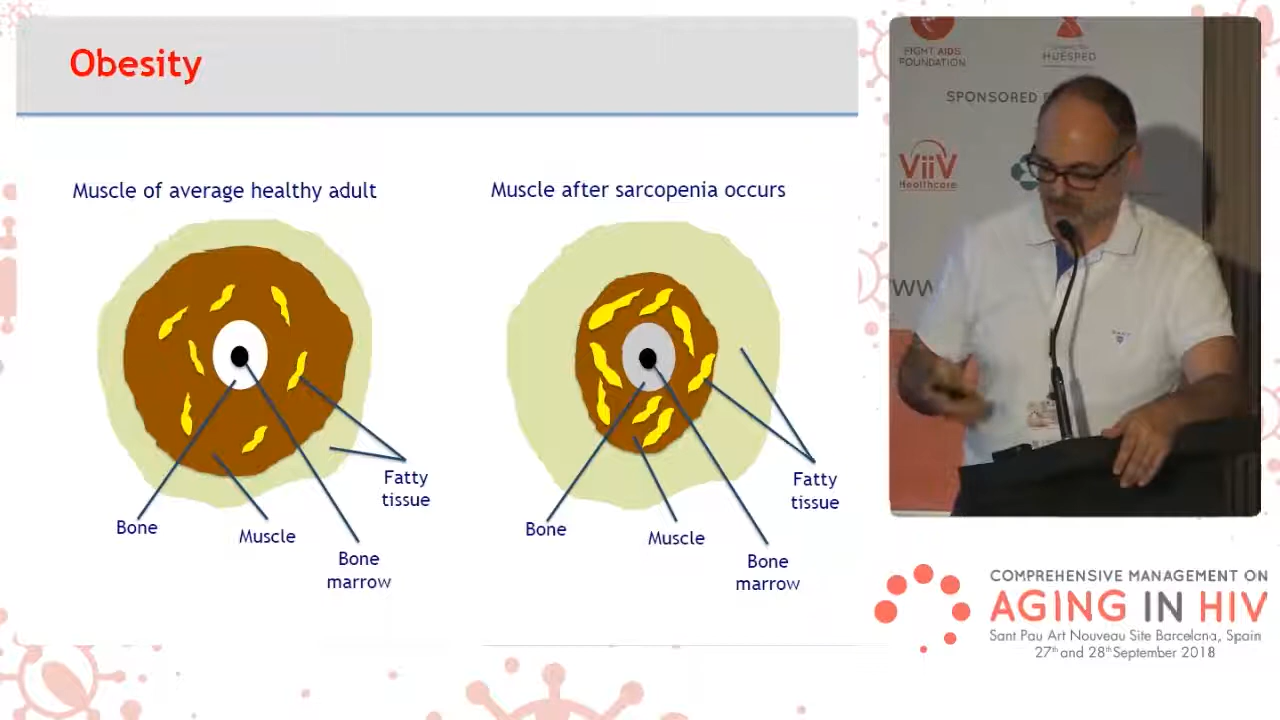 Obesity
Muscle of average healthy adult
Bone
Muscle
Bone
marrow
Fatty
tissue
Muscle after sarcopenia occurs
Bone
Muscle
Bone
marrow
Fatty
tissue
FIGHT AIDS
FOUNDATION
HUÉSPED
SPONSORED
ViiV
Healthcare
WW
COMPREHENSIVE MANAGEMENT ON
AGING IN HIV
Sant Pau Art Nouveau Site Barcelona, Spain
27th and 28th September 2018